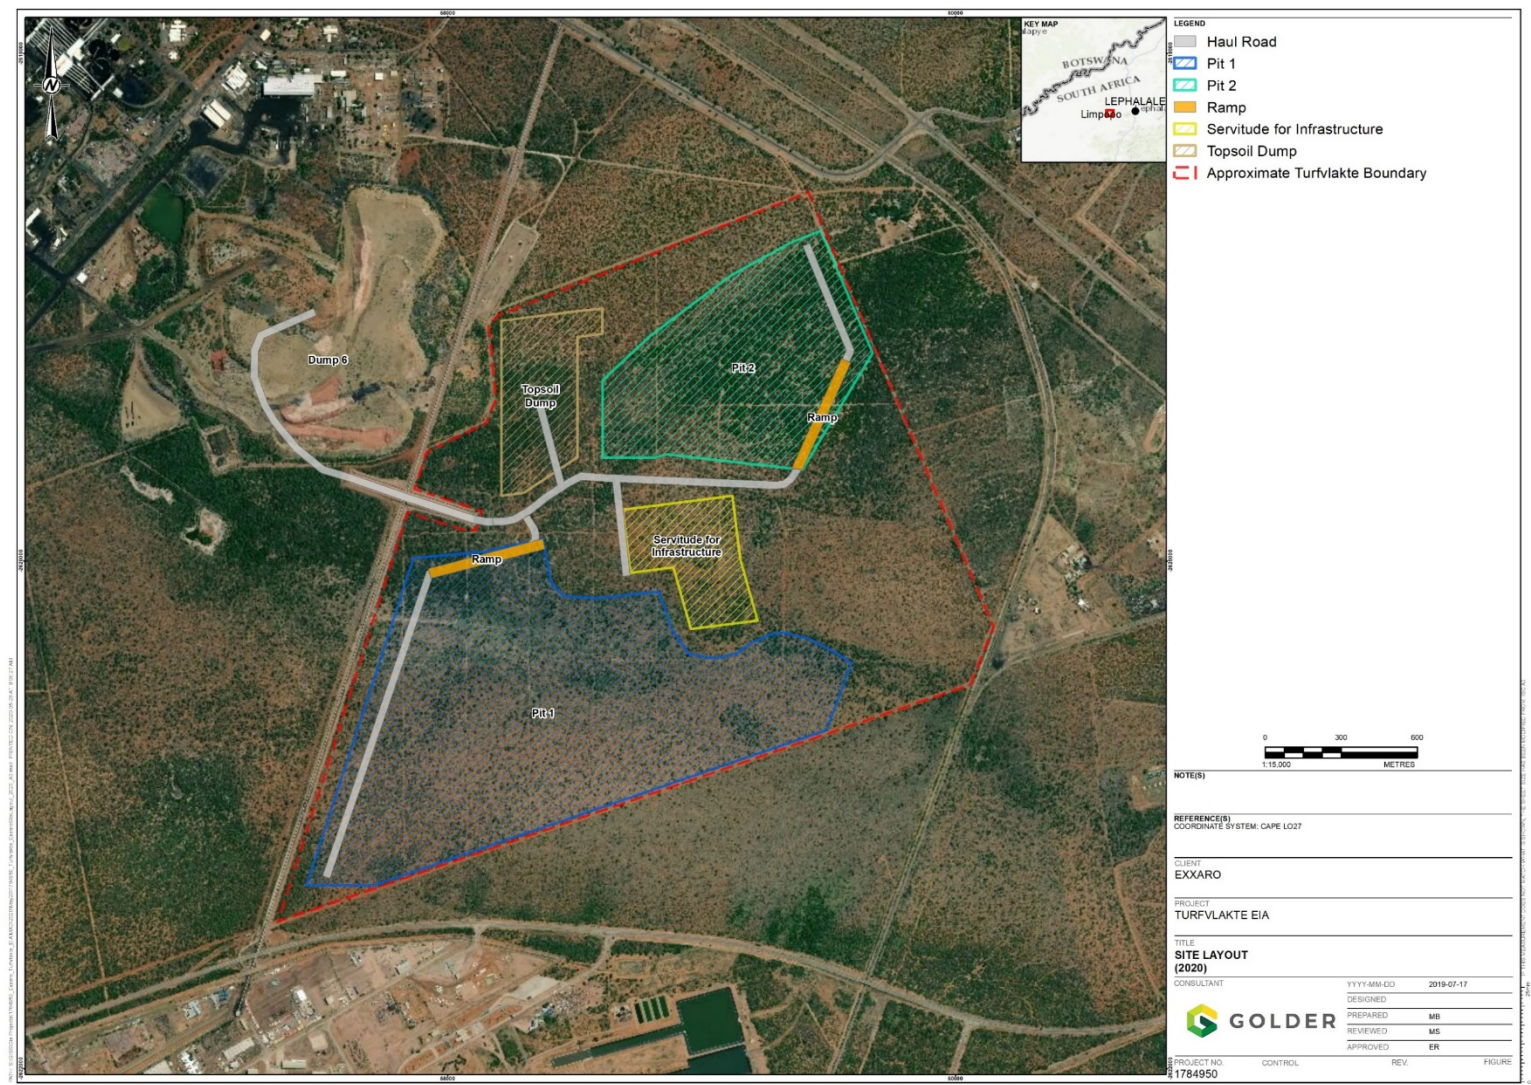 KEY MAP
BOTSWANA
SOUTH AFRICA
LEPHALALE
Limpopo
N
Dump 6
Topsoil
Dump
Pit 2
Ramp
Servitude for
Infrastructure
Ramp
Pit 1
LEGEND
Haul Road
Pit 1
Pit 2
Ramp
Servitude for Infrastructure
Topsoil Dump
Approximate Turfvlakte Boundary
0 300 600
1:15,000 METRES
NOTE(S)
REFERENCE(S)
COORDINATE SYSTEM: CAPE LO27
CLIENT
EXXARO
PROJECT
TURFVLAKTE EIA
TITLE
SITE LAYOUT
(2020)
CONSULTANT
GOLDER
YYYY-MM-DD 2019-07-17
DESIGNED
PREPARED MB
REVIEWED MS
APPROVED ER
PROJECT NO. CONTROL REV. FIGURE
1784950